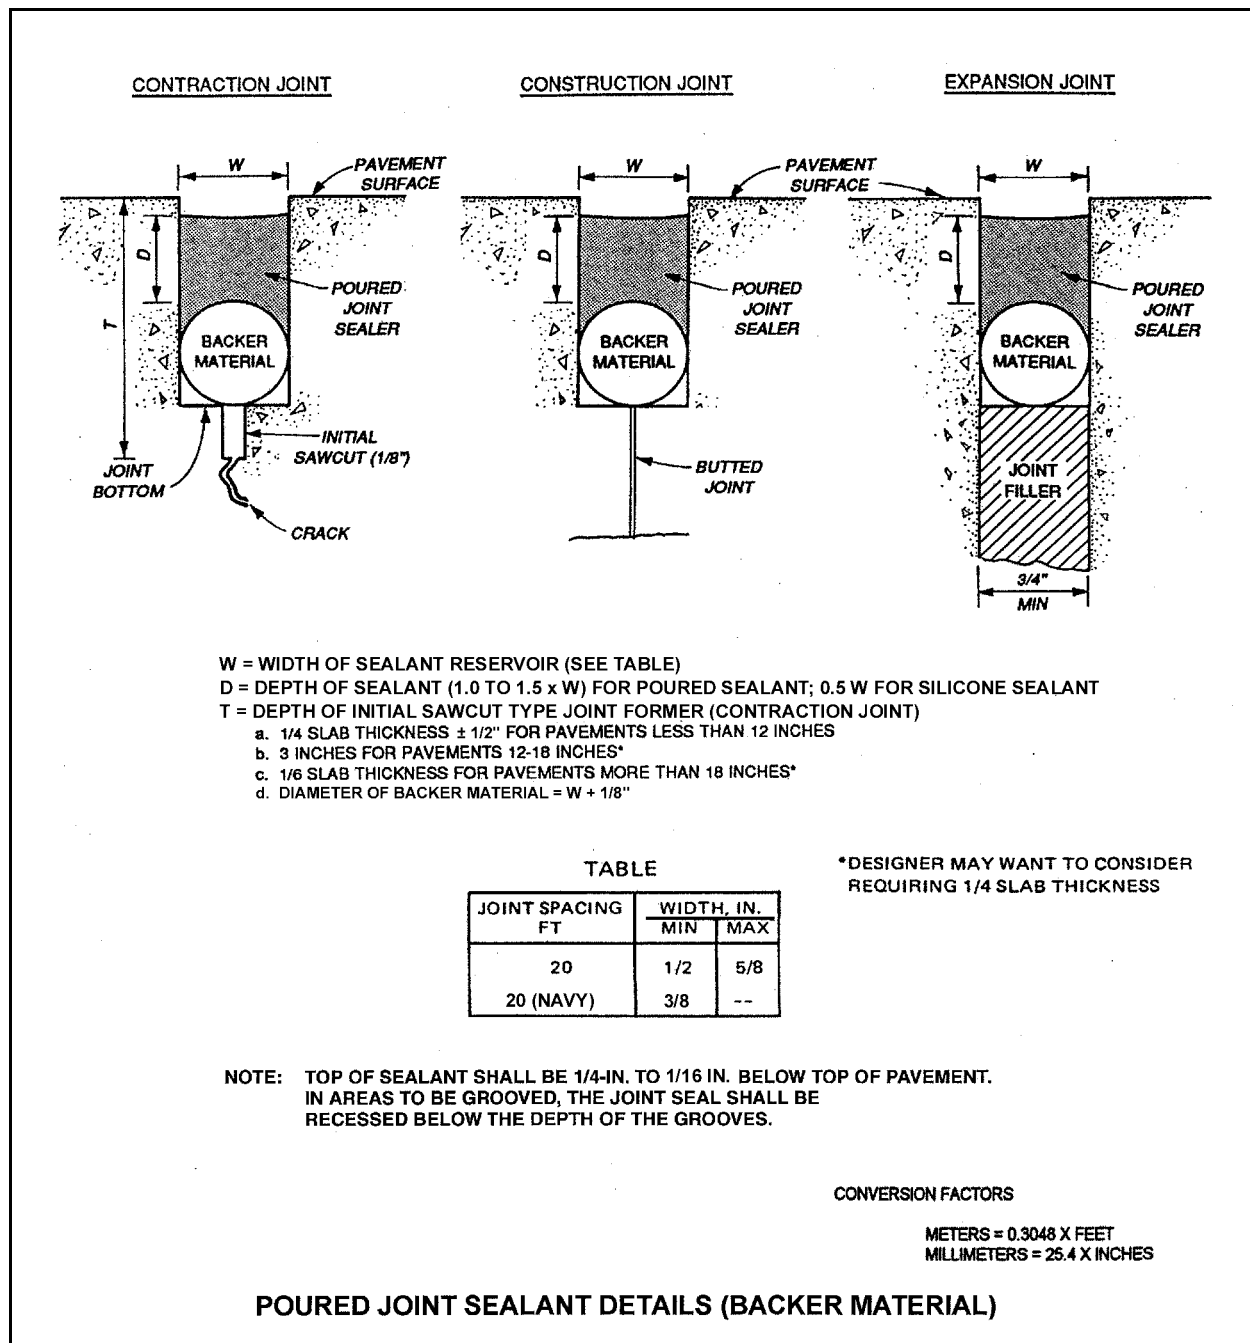 CONTRACTION JOINT
CONSTRUCTION JOINT
EXPANSION JOINT
W
PAVEMENT
SURFACE
D
T
POURED
JOINT
SEALER
BACKER
MATERIAL
INITIAL
SAWCUT (1/8")
JOINT
BOTTOM
CRACK
W
PAVEMENT
SURFACE
D
POURED
JOINT
SEALER
BACKER
MATERIAL
BUTTED
JOINT
W
D
POURED
JOINT
SEALER
BACKER
MATERIAL
JOINT
FILLER
3/4"
MIN
W = WIDTH OF SEALANT RESERVOIR (SEE TABLE)
D = DEPTH OF SEALANT (1.0 TO 1.5 x W) FOR POURED SEALANT; 0.5 W FOR SILICONE SEALANT
T = DEPTH OF INITIAL SAWCUT TYPE JOINT FORMER (CONTRACTION JOINT)
a. 1/4 SLAB THICKNESS ± 1/2" FOR PAVEMENTS LESS THAN 12 INCHES
b. 3 INCHES FOR PAVEMENTS 12-18 INCHES*
c. 1/6 SLAB THICKNESS FOR PAVEMENTS MORE THAN 18 INCHES*
d. DIAMETER OF BACKER MATERIAL = W + 1/8"
*DESIGNER MAY WANT TO CONSIDER
REQUIRING 1/4 SLAB THICKNESS
TABLE
JOINT SPACING WIDTH, IN.
FT MIN MAX
20 1/2 5/8
20 (NAVY) 3/8 --
NOTE: TOP OF SEALANT SHALL BE 1/4-IN. TO 1/16 IN. BELOW TOP OF PAVEMENT.
IN AREAS TO BE GROOVED, THE JOINT SEAL SHALL BE
RECESSED BELOW THE DEPTH OF THE GROOVES.
CONVERSION FACTORS
METERS = 0.3048 X FEET
MILLIMETERS = 25.4 X INCHES
POURED JOINT SEALANT DETAILS (BACKER MATERIAL)